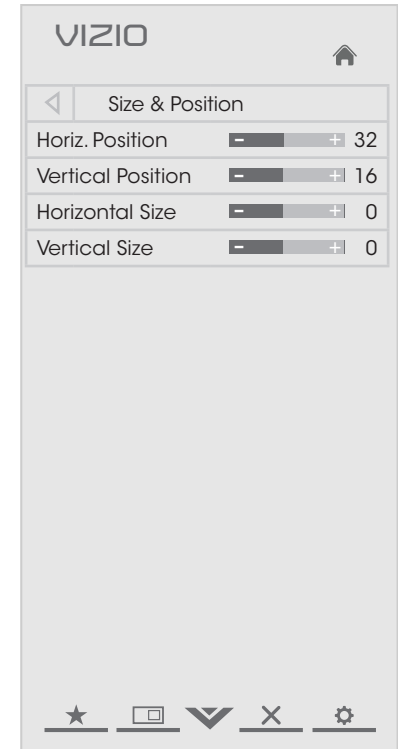 VIZIO
Size & Position
Horiz. Position - + 32
Vertical Position - + 16
Horizontal Size - + 0
Vertical Size - + 0